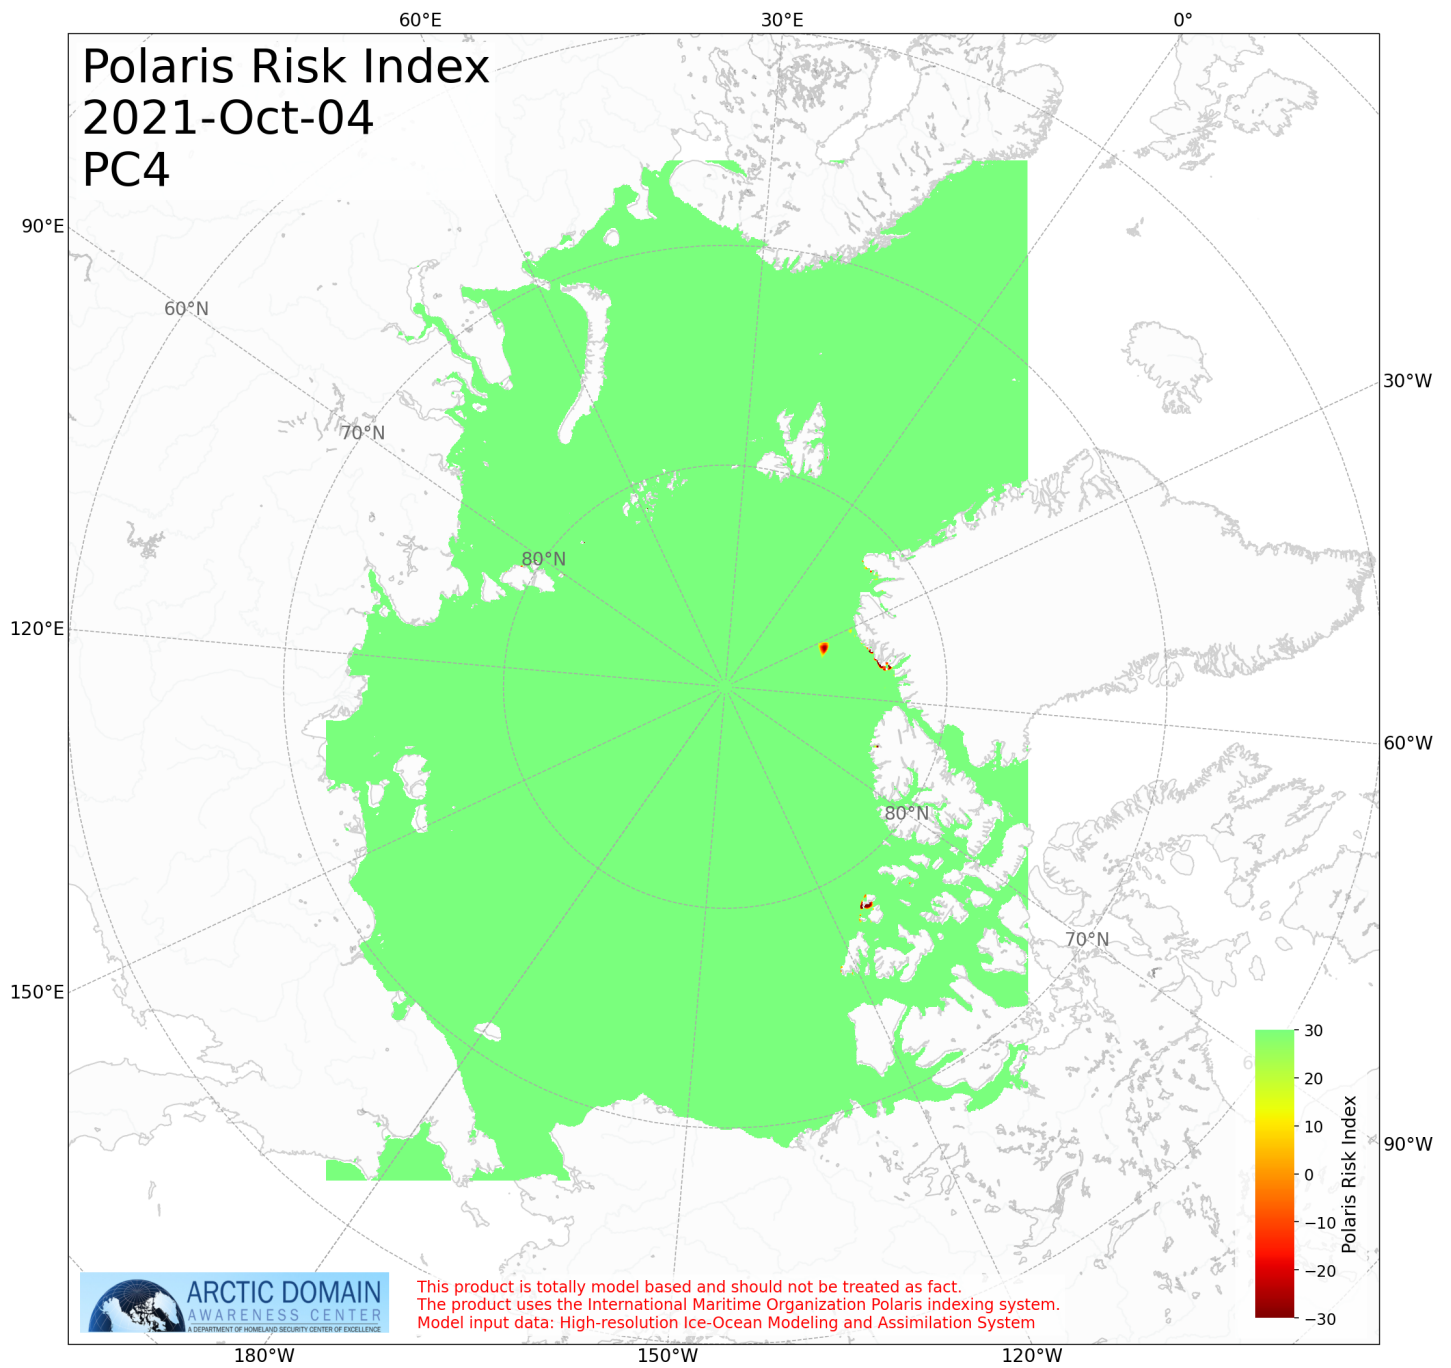 60°E 30°E 0°
Polaris Risk Index
2021-Oct-04
PC4
90°E
60°N
30°W
70°N
80°N
120°E
60°W
80°N
70°N
150°E
30
20
10
0
−10
−20
−30
Polaris Risk Index
90°W
ARCTIC DOMAIN
AWARENESS CENTER
A DEPARTMENT OF HOMELAND SECURITY CENTER OF EXCELLENCE
This product is totally model based and should not be treated as fact.
The product uses the International Maritime Organization Polaris indexing system.
Model input data: High-resolution Ice-Ocean Modeling and Assimilation System
180°W 150°W 120°W